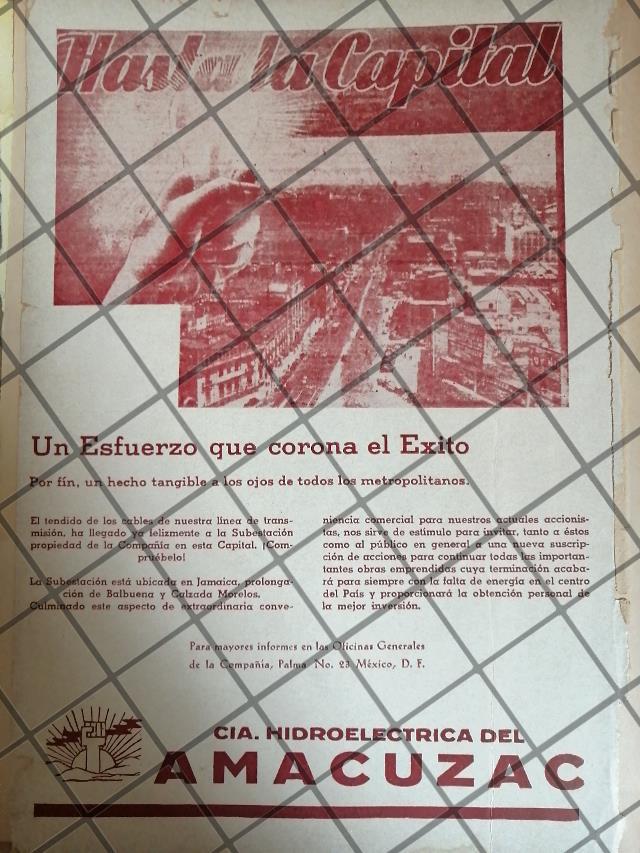 Hasta la Capital
Un Esfuerzo que corona el Exito
Por fín, un hecho tangible a los ojos de todos los metropolitanos.
El tendido de los cables de nuestra línea de trans-
misión, ha llegado ya felizmente a la Subestación
propiedad de la Compañía en esta Capital. ¡Com-
pruébelo!
La Subestación está ubicada en Jamaica, prolonga-
ción de Balbuena y Calzada Morelos.
Culminado este aspecto de extraordinaria conve-
niencia comercial para nuestros actuales accionis-
tas, nos sirve de estímulo para invitar, tanto a éstos
como al público en general a una nueva suscrip-
ción de acciones para continuar todas las importan-
tantes obras emprendidas cuya terminación acaba-
rá para siempre con la falta de energía en el centro
del País y proporcionará la obtención personal de
la mejor inversión.
Para mayores informes en las Oficinas Generales
de la Compañía, Palma No. 23 México, D. F.
CIA. HIDROELECTRICA DEL
AMACUZAC